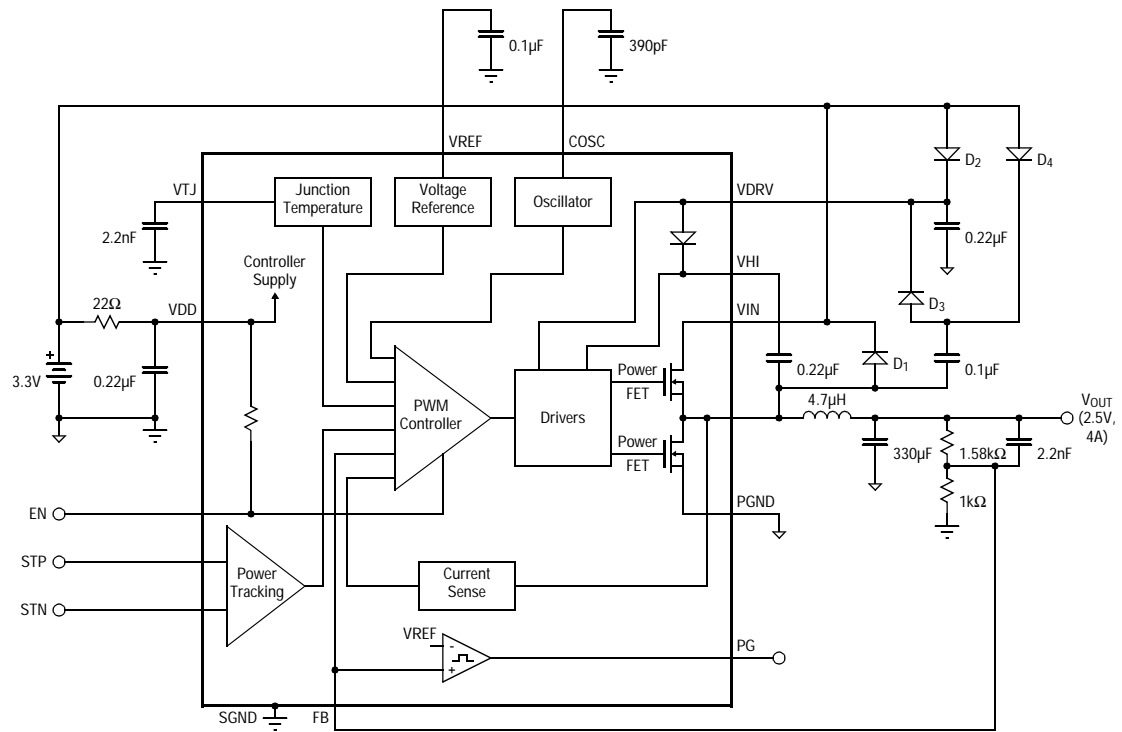 0.1µF
390pF
VREF
COSC
D2
D4
VTJ
Junction
Temperature
Voltage
Reference
Oscillator
VDRV
2.2nF
0.22µF
Controller
Supply
VHI
22Ω
VDD
D3
VIN
+
3.3V
0.22µF
Power
FET
0.22µF
D1
0.1µF
PWM
Controller
Drivers
4.7µH
VOUT
(2.5V,
4A)
Power
FET
330µF
1.58kΩ
2.2nF
1kΩ
EN
PGND
STP
Power
Tracking
Current
Sense
STN
VREF
-
+
PG
SGND
FB